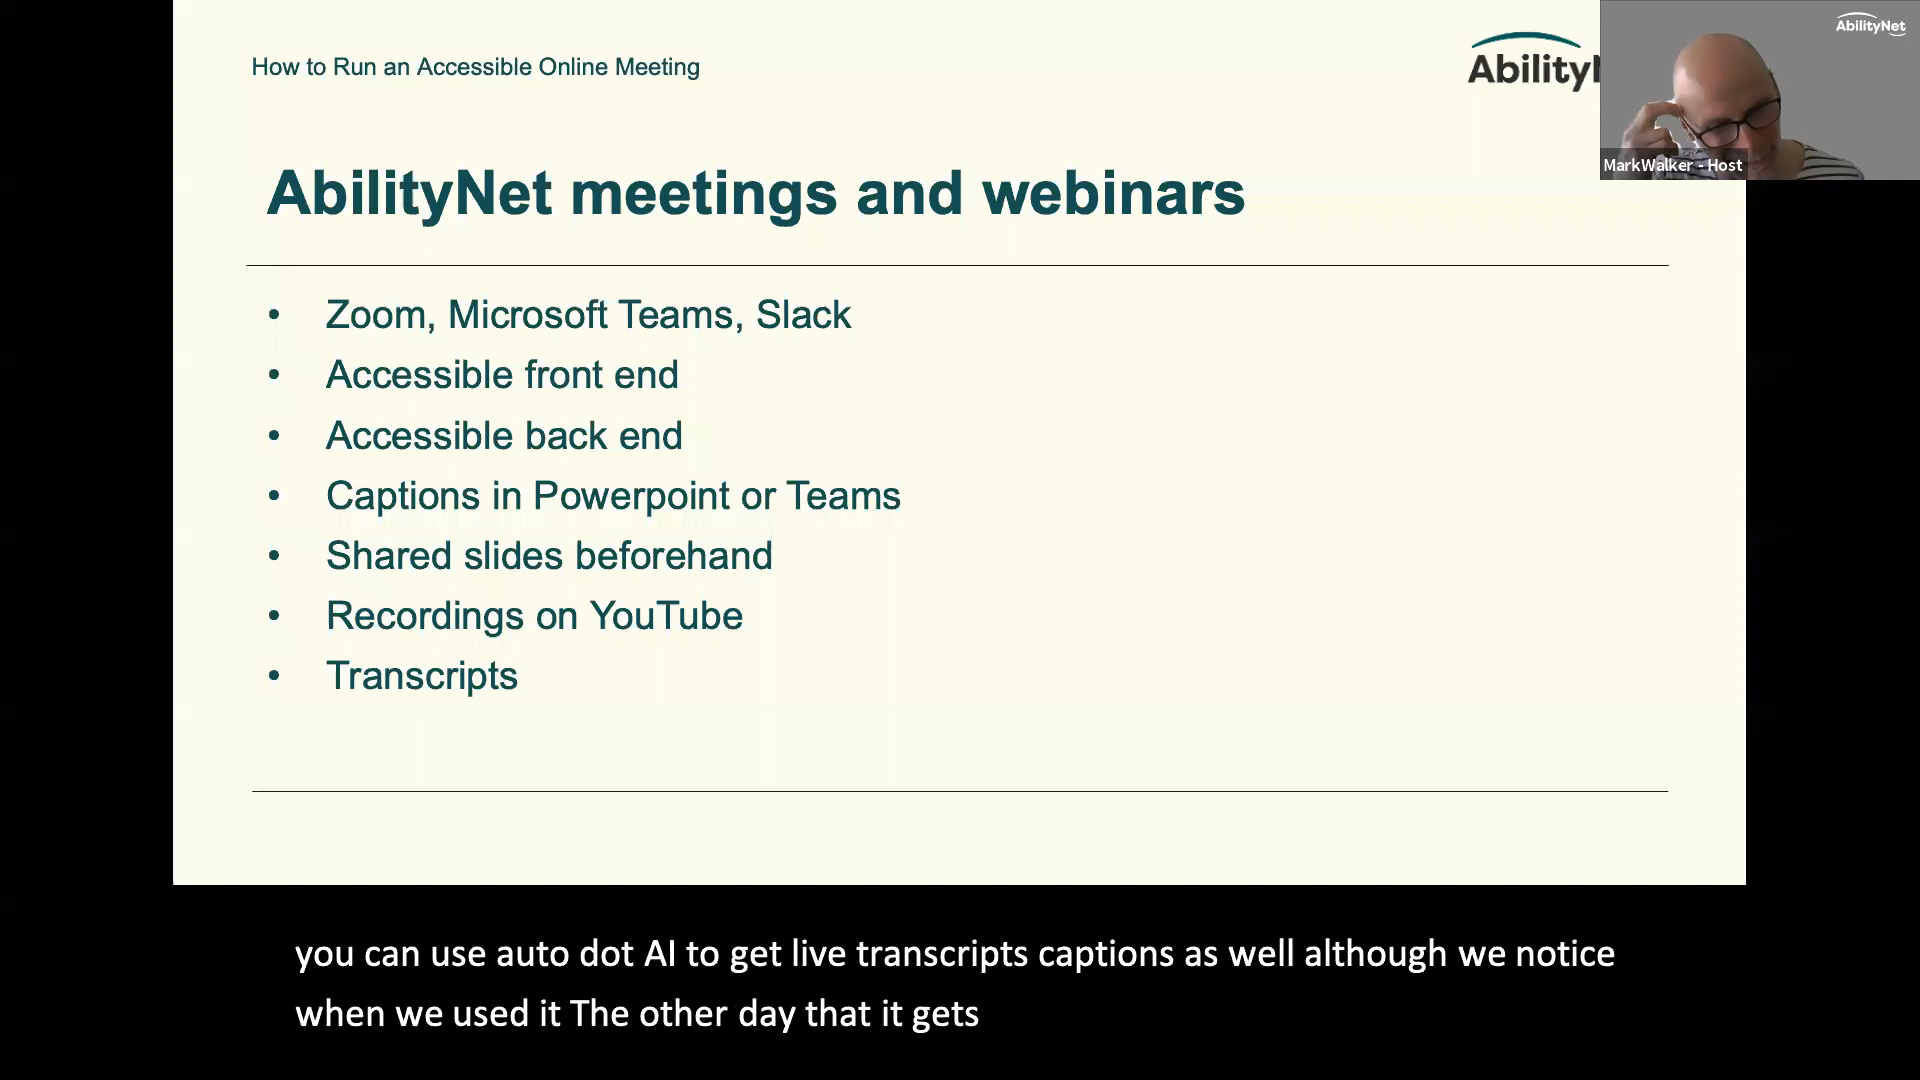 How to Run an Accessible Online Meeting
Ability
AbilityNet
MarkWalker - Host
AbilityNet meetings and webinars
• Zoom, Microsoft Teams, Slack
• Accessible front end
• Accessible back end
• Captions in Powerpoint or Teams
• Shared slides beforehand
• Recordings on YouTube
• Transcripts
you can use auto dot AI to get live transcripts captions as well although we notice
when we used it The other day that it gets